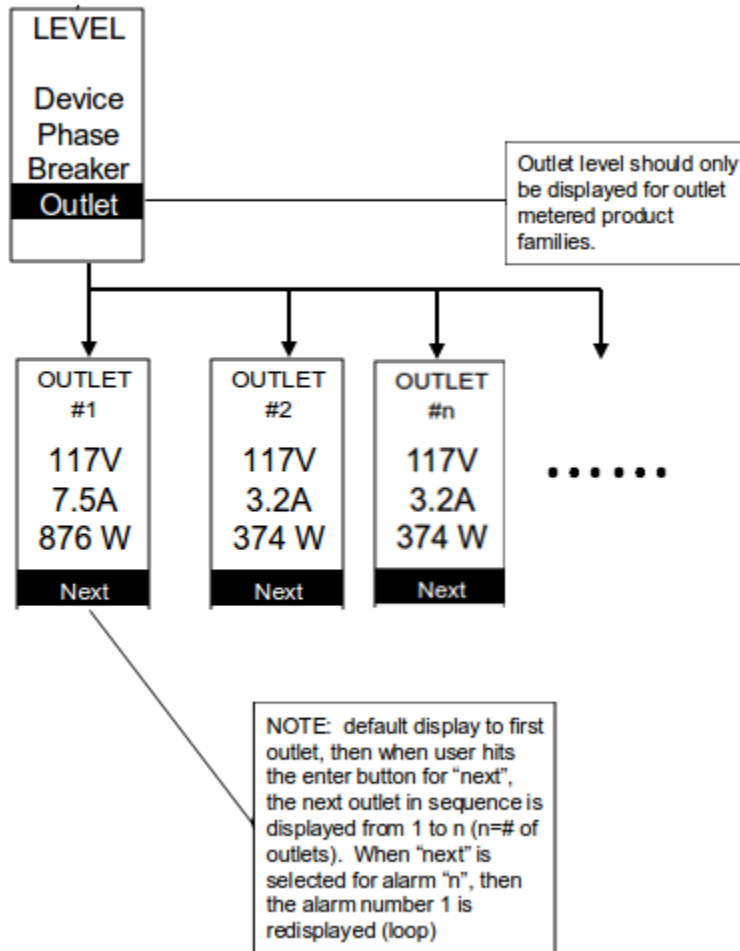 LEVEL
Device
Phase
Breaker
Outlet
Outlet level should only
be displayed for outlet
metered product
families.
OUTLET
#1
117V
7.5A
876 W
Next
OUTLET
#2
117V
3.2A
374 W
Next
OUTLET
#n
117V
3.2A
374 W
Next
......
NOTE: default display to first
outlet, then when user hits
the enter button for “next”,
the next outlet in sequence is
displayed from 1 to n (n=# of
outlets). When “next” is
selected for alarm “n”, then
the alarm number 1 is
redisplayed (loop)